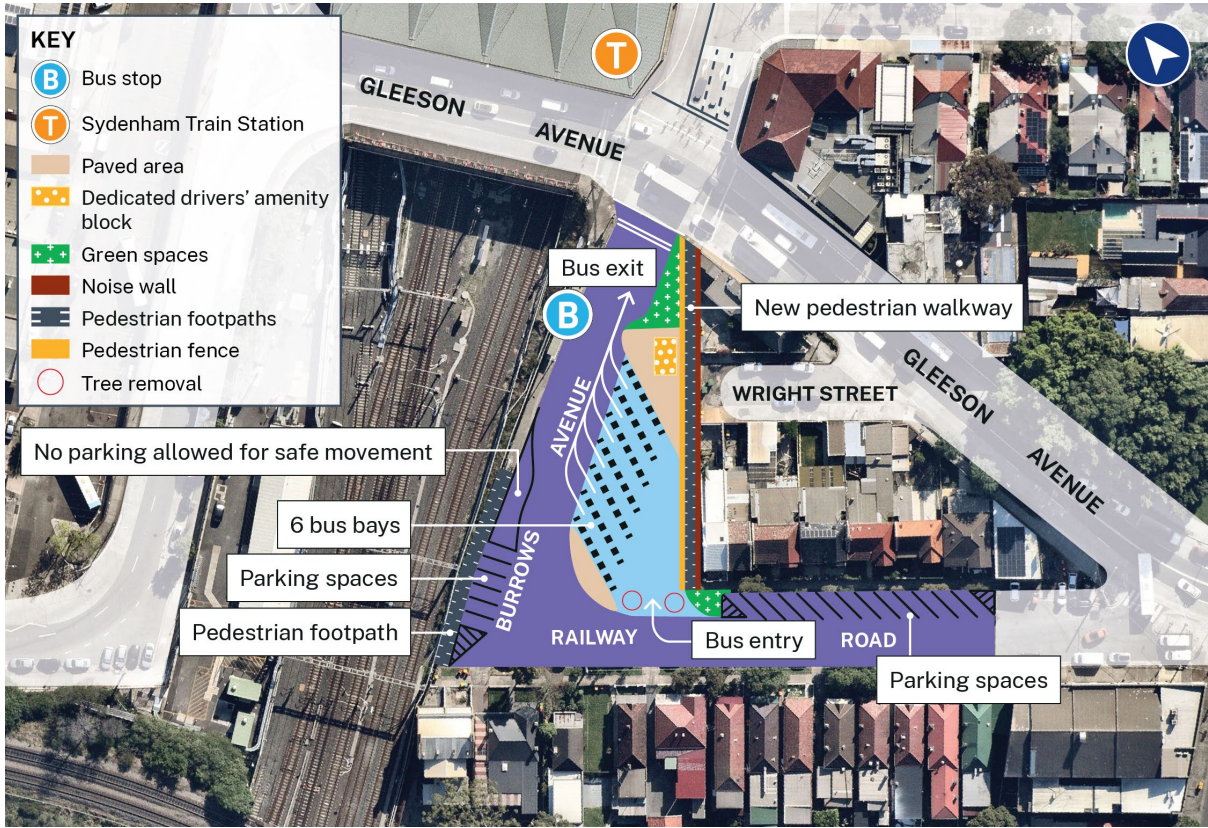 KEY
B Bus stop
T Sydenham Train Station
Paved area
Dedicated drivers' amenity
block
Green spaces
Noise wall
Pedestrian footpaths
Pedestrian fence
Tree removal
T
GLEESON
AVENUE
Bus exit
B
New pedestrian walkway
AVENUE
WRIGHT STREET
GLEESON
AVENUE
No parking allowed for safe movement
6 bus bays
Parking spaces
BURROWS
Pedestrian footpath
RAILWAY
Bus entry
ROAD
Parking spaces